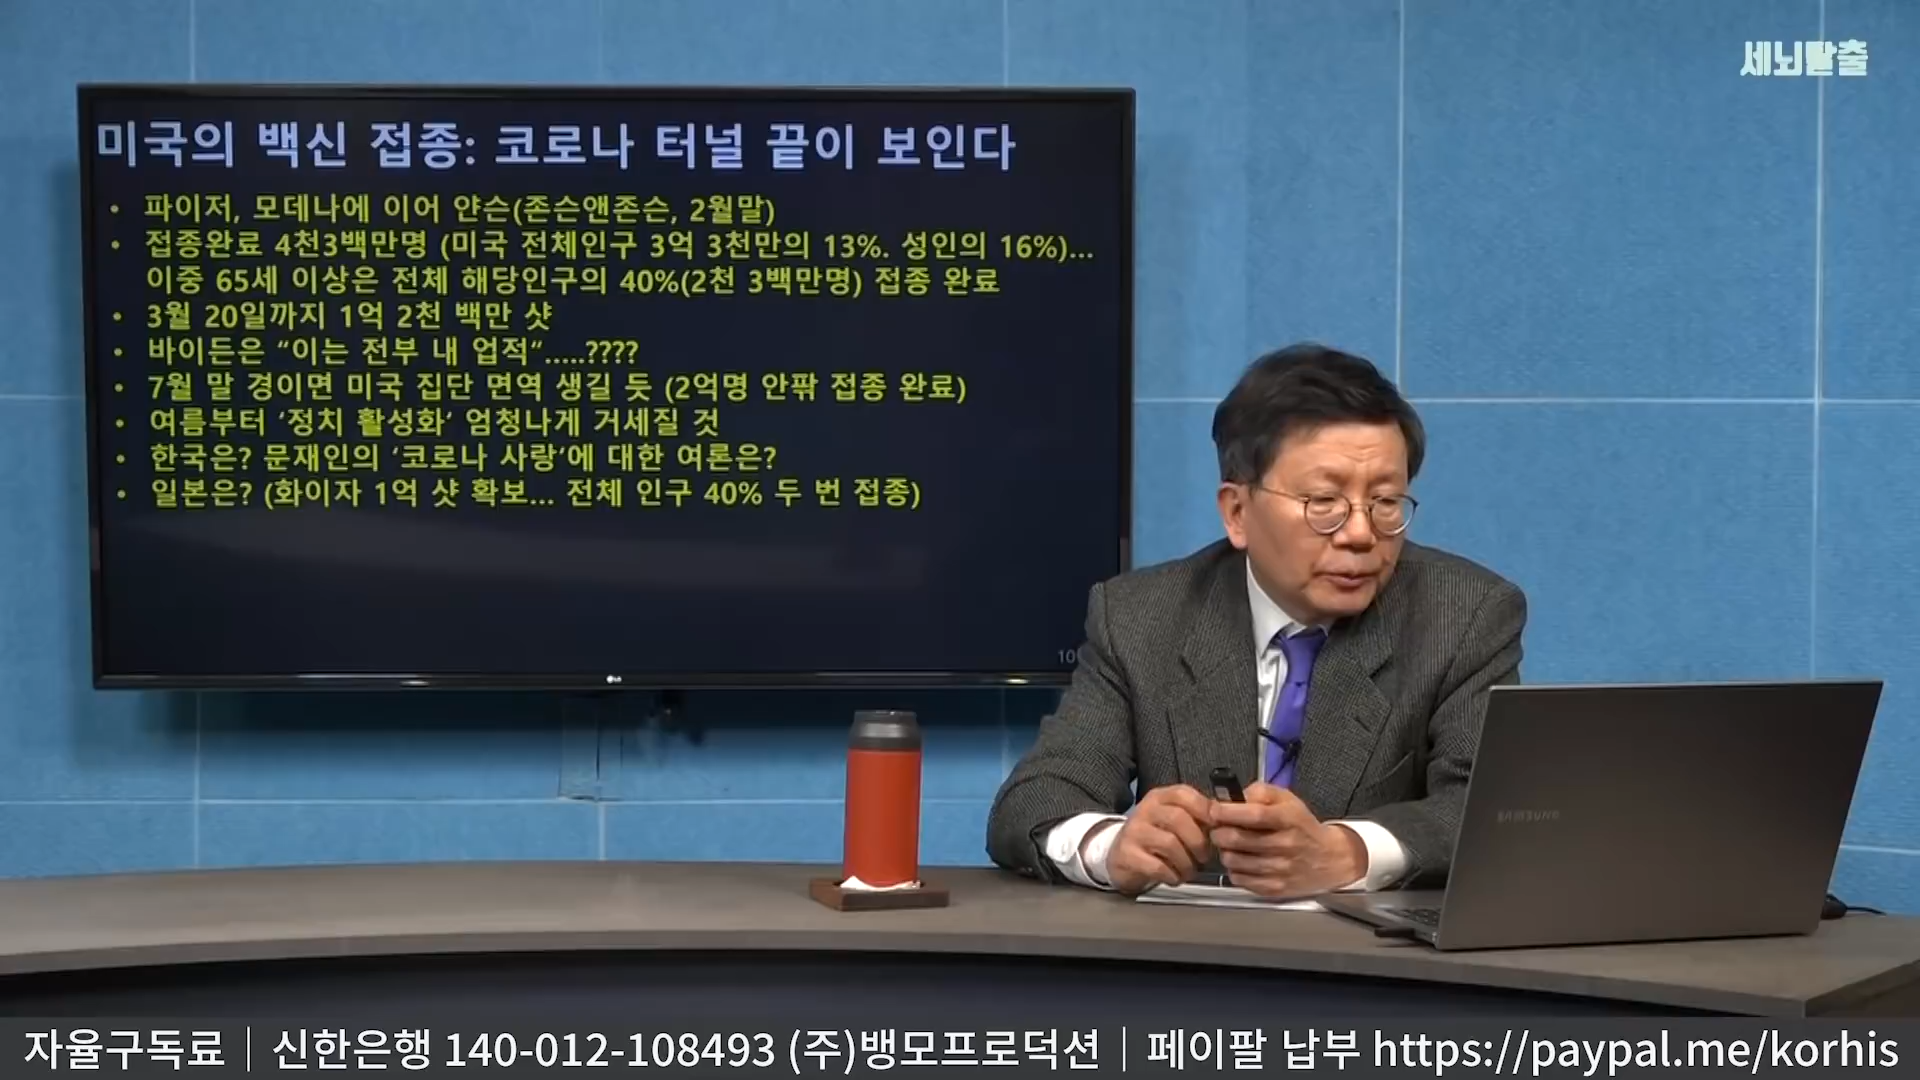 세뇌탈출
미국의 백신 접종: 코로나 터널 끝이 보인다
• 파이저, 모데나에 이어 얀슨(존슨앤존슨, 2월말)
• 접종완료 4천3백만명 (미국 전체인구 3억 3천만의 13%. 성인의 16%)...
이중 65세 이상은 전체 해당인구의 40%(2천 3백만명) 접종 완료
• 3월 20일까지 1억 2천 백만 샷
• 바이든은 “이는 전부 내 업적“.....????
• 7월 말 경이면 미국 집단 면역 생길 듯 (2억명 안팎 접종 완료)
• 여름부터 ‘정치 활성화‘ 엄청나게 거세질 것
• 한국은? 문재인의 ‘코로나 사랑‘에 대한 여론은?
• 일본은? (화이자 1억 샷 확보... 전체 인구 40% 두 번 접종)
10
LG
SAMSUNG
자율구독료│신한은행 140-012-108493 (주)뱅모프로덕션│페이팔 납부 https://paypal.me/korhis